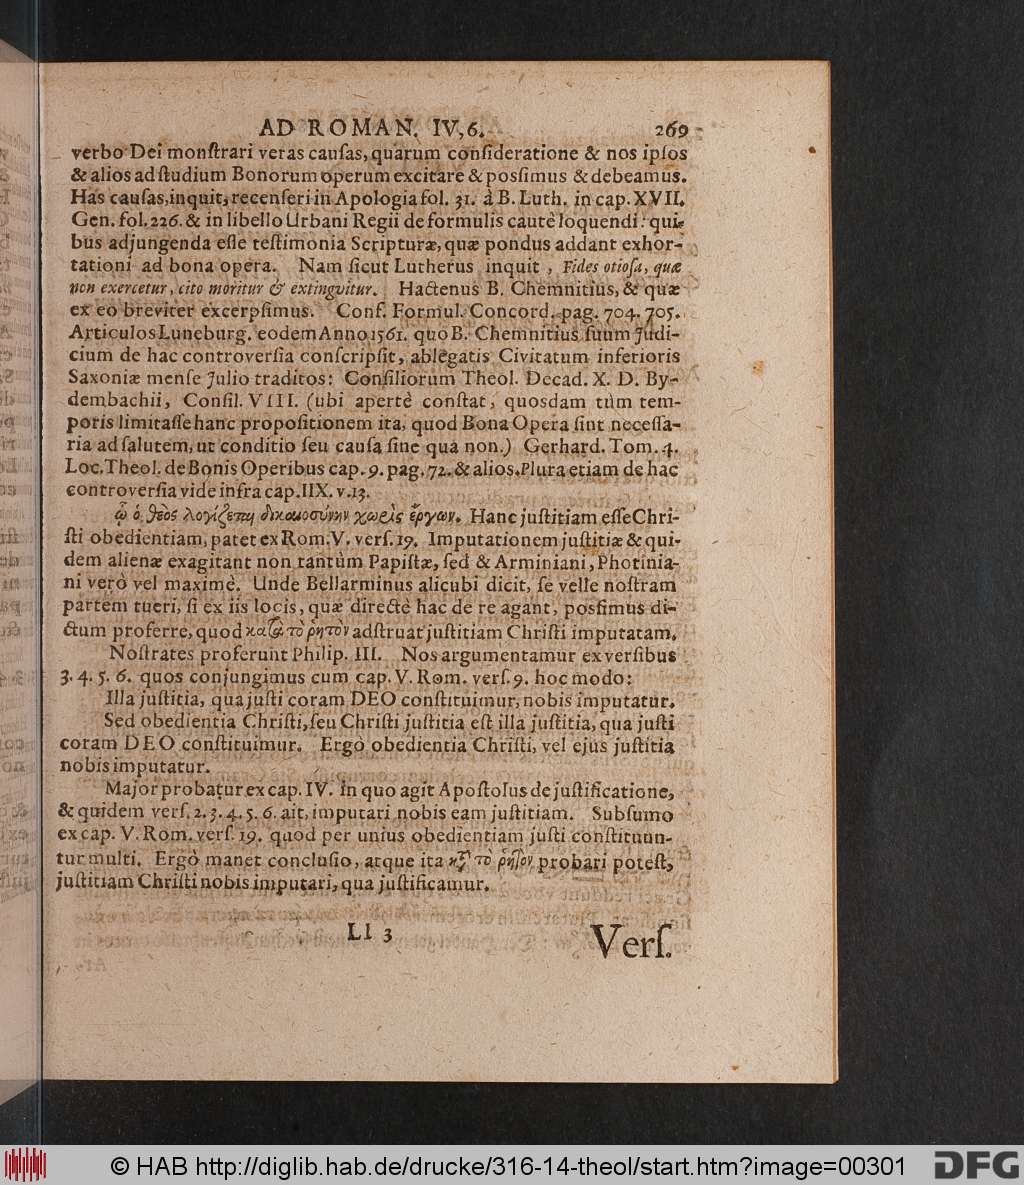 AD ROMAN. IV, 6. 269
verbo Dei monſtrari veras cauſas, quarum conſideratione & nos ipſos
& alios ad ſtudium Bonorum operum excitare & posſimus & debeamus.
Has cauſas, inquit, recenſeri in Apologia fol. 31. à B. Luth. in cap. XVII.
Gen. fol. 226. & in libello Urbani Regii de formulis cautè loquendi: qui-
bus adjungenda eſſe teſtimonia Scripturæ, quæ pondus addant exhor-
tationi ad bona opera. Nam ſicut Lutherus inquit, Fides otioſa, quæ
non exercetur, cito moritur & extingvitur. Hactenus B. Chemnitius, & quæ
ex eo breviter excerpſimus. Conf. Formul. Concord. pag. 704. 705.
Articulos Luneburg. eodem Anno 1561. quo B. Chemnitius ſuum Judi-
cium de hac controverſia conſcripſit, ablegatis Civitatum inferioris
Saxoniæ menſe Julio traditos: Conſiliorum Theol. Decad. X. D. By-
dembachii, Conſil. VIII. (ubi apertè conſtat, quosdam tùm tem-
poris limitaſſe hanc propoſitionem ita, quod Bona Opera ſint neceſſa-
ria ad ſalutem, ut conditio ſeu cauſa ſine qua non.) Gerhard. Tom. 4.
Loc. Theol. de Bonis Operibus cap. 9. pag. 72. & alios. Plura etiam de hac
controverſia vide infra cap. IIX. v. 13.
ᾧ ὁ θεὸς λογίζεται δικαιοσύνην χωρὶς ἔργων. Hanc juſtitiam eſſe Chri-
ſti obedientiam, patet ex Rom. V. verſ. 19. Imputationem juſtitiæ & qui-
dem alienæ exagitant non tantùm Papiſtæ, ſed & Arminiani, Photinia-
ni verò vel maximè. Unde Bellarminus alicubi dicit, ſe velle noſtram
partem tueri, ſi ex iis locis, quæ directè hac de re agant, posſimus di-
ctum proferre, quod κατὰ τὸ ῥητὸν adſtruat juſtitiam Chriſti imputatam.
Noſtrates proferunt Philip. III. Nos argumentamur ex verſibus
3. 4. 5. 6. quos conjungimus cum cap. V. Rom. verſ. 9. hoc modo:
Illa juſtitia, qua juſti coram DEO conſtituimur, nobis imputatur.
Sed obedientia Chriſti, ſeu Chriſti juſtitia eſt illa juſtitia, qua juſti
coram DEO conſtituimur. Ergò obedientia Chriſti, vel ejus juſtitia
nobis imputatur.
Major probatur ex cap. IV. in quo agit Apoſtolus de juſtificatione,
& quidem verſ. 2. 3. 4. 5. 6. ait, imputari nobis eam juſtitiam. Subſumo
ex cap. V. Rom. verſ. 19. quod per unius obedientiam juſti conſtituun-
tur multi. Ergò manet concluſio, atque ita κτ̃ τὸ ῥητὸν probari poteſt,
juſtitiam Chriſti nobis imputari, qua juſtificamur.
Ll 3 Verſ.
© HAB http://diglib.hab.de/drucke/316-14-theol/start.htm?image=00301 DFG